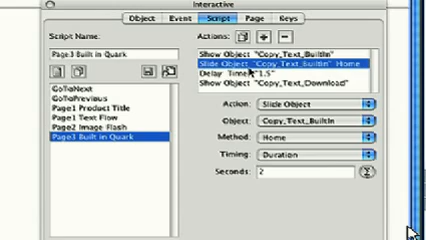 Interactive
Object Event Script Page Keys
Script Name:
Actions:
Page3 Built in Quark
Show Object "Copy_Text_BuiltIn"
Slide Object "Copy_Text_BuiltIn" Home
Delay Time "1.5"
Show Object "Copy_Text_Download"
GoToNext
GoToPrevious
Page1 Product Title
Page1 Text Flow
Page2 Image Flash
Page3 Built in Quark
Action: Slide Object
Object: Copy_Text_BuiltIn
Method: Home
Timing: Duration
Seconds: 2